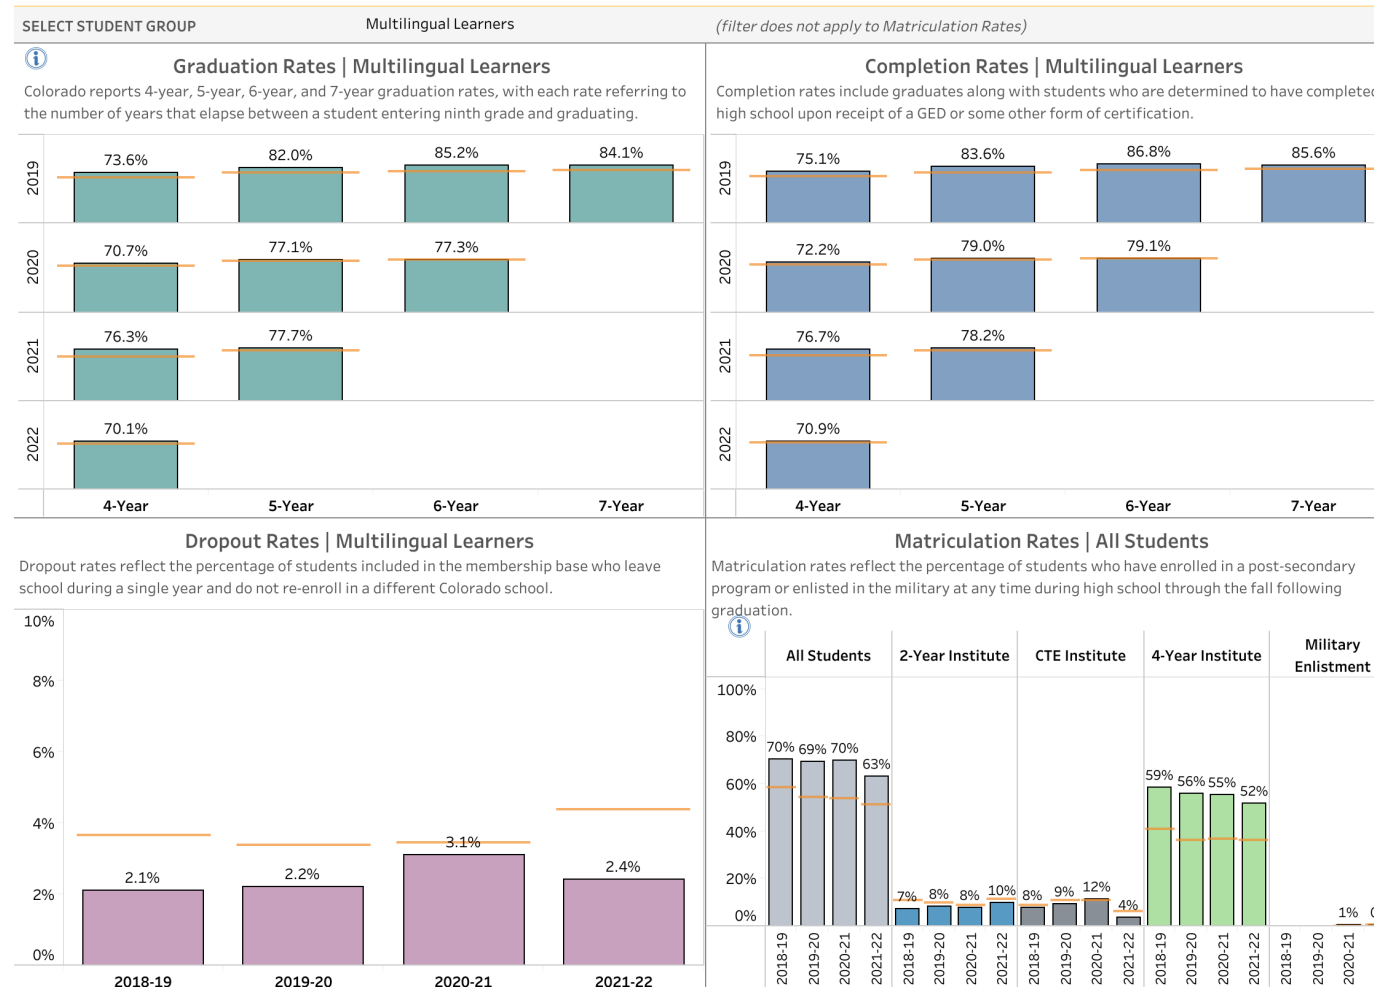 SELECT STUDENT GROUP
Multilingual Learners
(filter does not apply to Matriculation Rates)
Graduation Rates | Multilingual Learners
Colorado reports 4-year, 5-year, 6-year, and 7-year graduation rates, with each rate referring to
the number of years that elapse between a student entering ninth grade and graduating.
2019
73.6%
82.0%
85.2%
84.1%
2020
70.7%
77.1%
77.3%
2021
76.3%
77.7%
2022
70.1%
4-Year
5-Year
6-Year
7-Year
Completion Rates | Multilingual Learners
Completion rates include graduates along with students who are determined to have completed
high school upon receipt of a GED or some other form of certification.
2019
75.1%
83.6%
86.8%
85.6%
2020
72.2%
79.0%
79.1%
2021
76.7%
78.2%
2022
70.9%
4-Year
5-Year
6-Year
7-Year
Dropout Rates | Multilingual Learners
Dropout rates reflect the percentage of students included in the membership base who leave
school during a single year and do not re-enroll in a different Colorado school.
10%
8%
6%
4%
2%
0%
2.1%
2.2%
3.1%
2.4%
2018-19
2019-20
2020-21
2021-22
Matriculation Rates | All Students
Matriculation rates reflect the percentage of students who have enrolled in a post-secondary
program or enlisted in the military at any time during high school through the fall following
graduation.
All Students
2-Year Institute
CTE Institute
4-Year Institute
Military
Enlistment
100%
80%
60%
40%
20%
0%
70%
69%
70%
63%
7%
8%
8%
10%
8%
9%
12%
4%
59%
56%
55%
52%
1%
2018-19
2019-20
2020-21
2021-22
2018-19
2019-20
2020-21
2021-22
2018-19
2019-20
2020-21
2021-22
2018-19
2019-20
2020-21
2021-22
2018-19
2019-20
2020-21